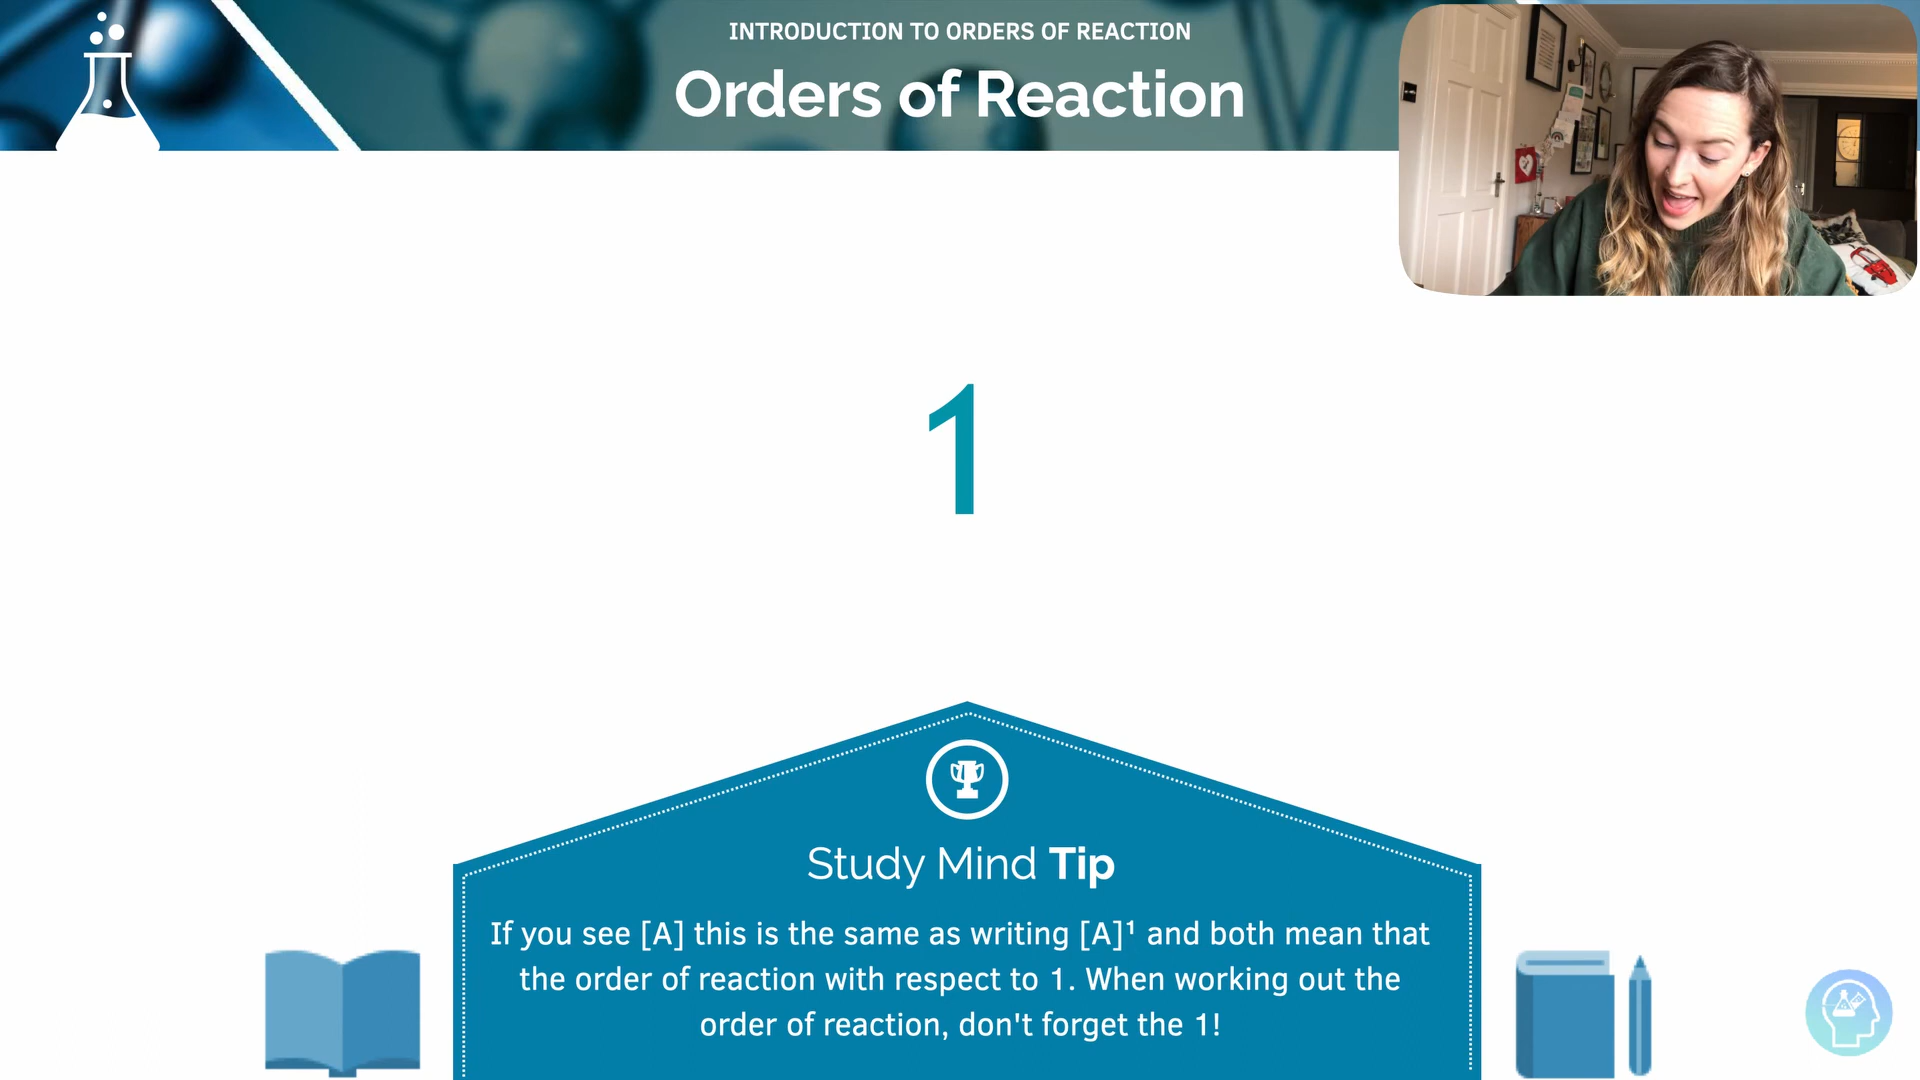 INTRODUCTION TO ORDERS OF REACTION
Orders of Reaction
1
Study Mind Tip
If you see [A] this is the same as writing [A]¹ and both mean that
the order of reaction with respect to 1. When working out the
order of reaction, don't forget the 1!